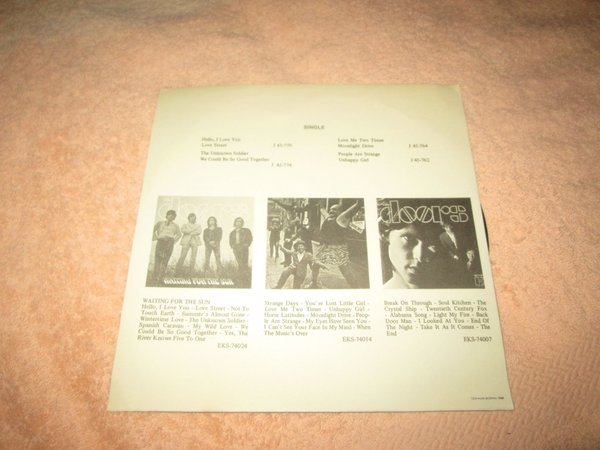 SINGLE
Hello, I Love You
Love Street J 45-770
The Unknown Soldier
We Could Be So Good Together J 45-774
Love Me Two Times
Moonlight Drive J 45-564
People Are Strange
Unhappy Girl J 45-762
WAITING FOR THE SUN
doors
WAITING FOR THE SUN
Hello, I Love You - Love Street - Not To
Touch Earth - Summer's Almost Gone -
Wintertime Love - The Unknown Soldier -
Spanish Caravan - My Wild Love - We
Could Be So Good Together - Yes, The
River Knows Five To One
EKS-74024
Strange Days - You're Lost Little Girl -
Love Me Two Times - Unhappy Girl -
Horse Latitudes - Moonlight Drive - Peop-
le Are Strange - My Eyes Have Seen You -
I Can't See Your Face In My Mind - When
The Music's Over
EKS-74014
Break On Through - Soul Kitchen - The
Crystal Ship - Twentieth Century Fox
- Alabama Song - Light My Fire - Back
Door Man - I Looked At You - End Of
The Night - Take It As It Comes - The
End
EKS-74007